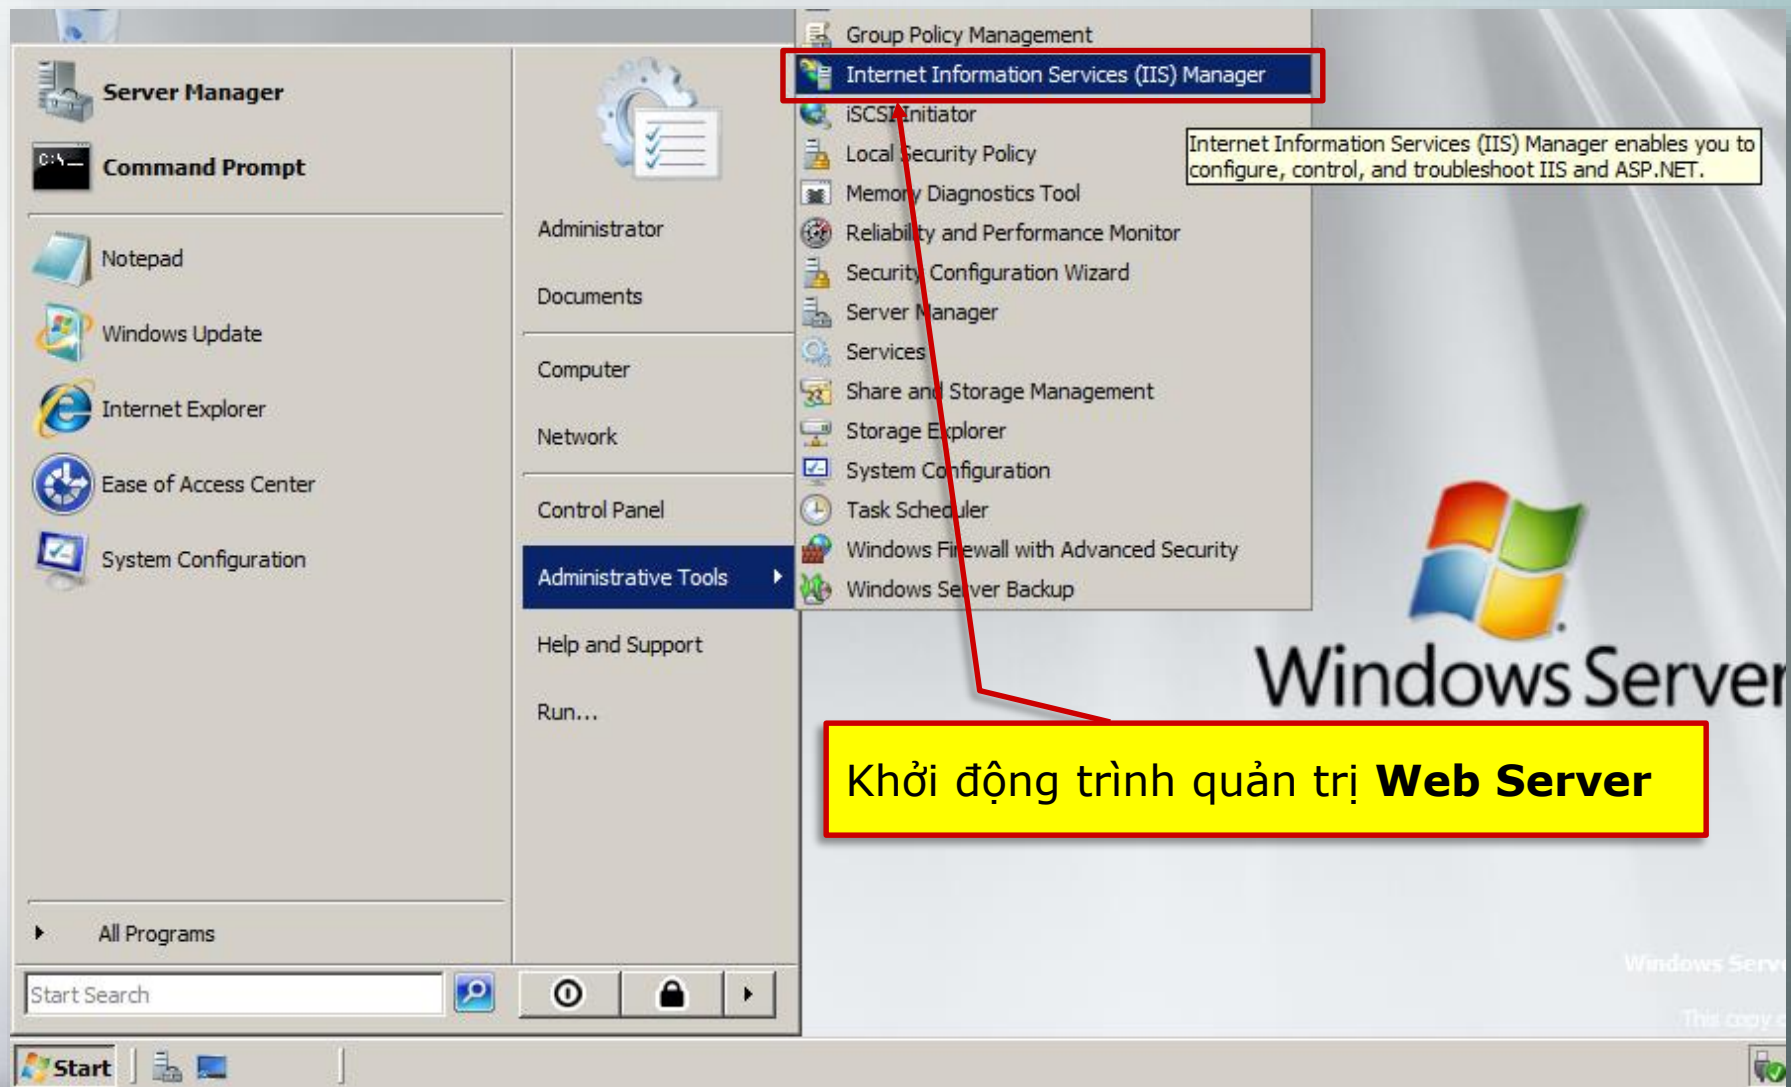 Server Manager
Command Prompt
Notepad
Windows Update
Internet Explorer
Ease of Access Center
System Configuration
All Programs
Start Search
Administrator
Documents
Computer
Network
Control Panel
Administrative Tools
Help and Support
Run...
Group Policy Management
Internet Information Services (IIS) Manager
iSCSI Initiator
Local Security Policy
Memory Diagnostics Tool
Reliability and Performance Monitor
Security Configuration Wizard
Server Manager
Services
Share and Storage Management
Storage Explorer
System Configuration
Task Scheduler
Windows Firewall with Advanced Security
Windows Server Backup
Internet Information Services (IIS) Manager enables you to
configure, control, and troubleshoot IIS and ASP.NET.
Windows Server
Khởi động trình quản trị Web Server
Windows Serv
This copy
Start